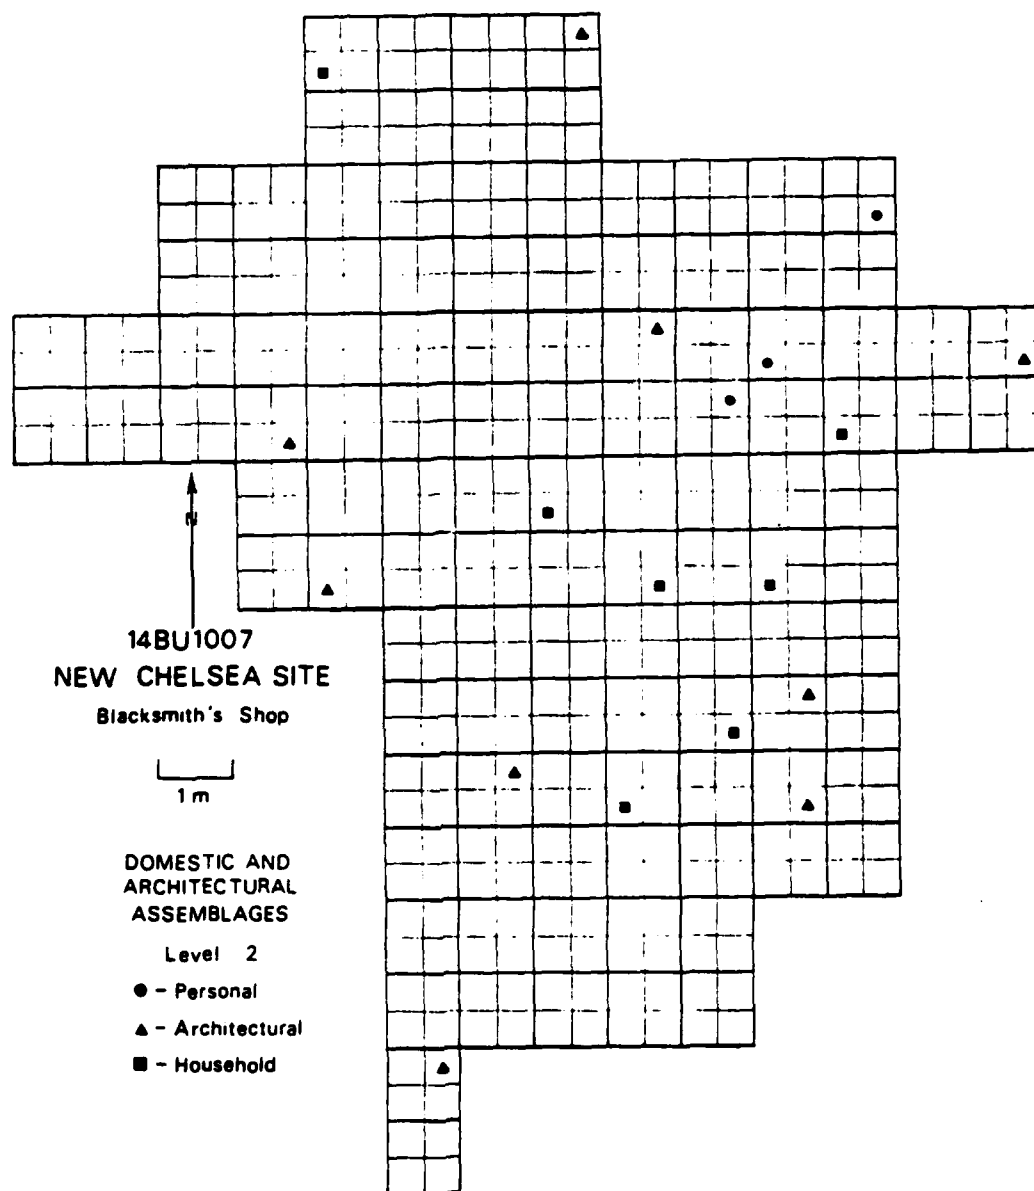 N
14BU1007
NEW CHELSEA SITE
Blacksmith's Shop
1 m
DOMESTIC AND
ARCHITECTURAL
ASSEMBLAGES
Level 2
● - Personal
▲ - Architectural
■ - Household